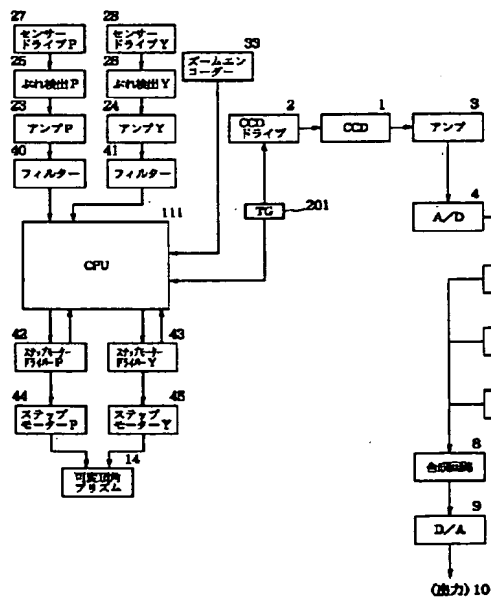 27
センサー
ドライブP
28
センサー
ドライブY
33
ズームエン
コーダー
25
ぶれ検出P
26
ぶれ検出Y
23
アンプP
24
アンプY
40
フィルター
41
フィルター
111
CPU
2
CCD
ドライブ
1
CCD
3
アンプ
4
A/D
TG
201
42
ステップモーター
ドライバーP
43
ステップモーター
ドライバーY
44
ステップ
モーターP
45
ステップ
モーターY
14
可変頂角
プリズム
8
合成回路
9
D/A
(出力)10